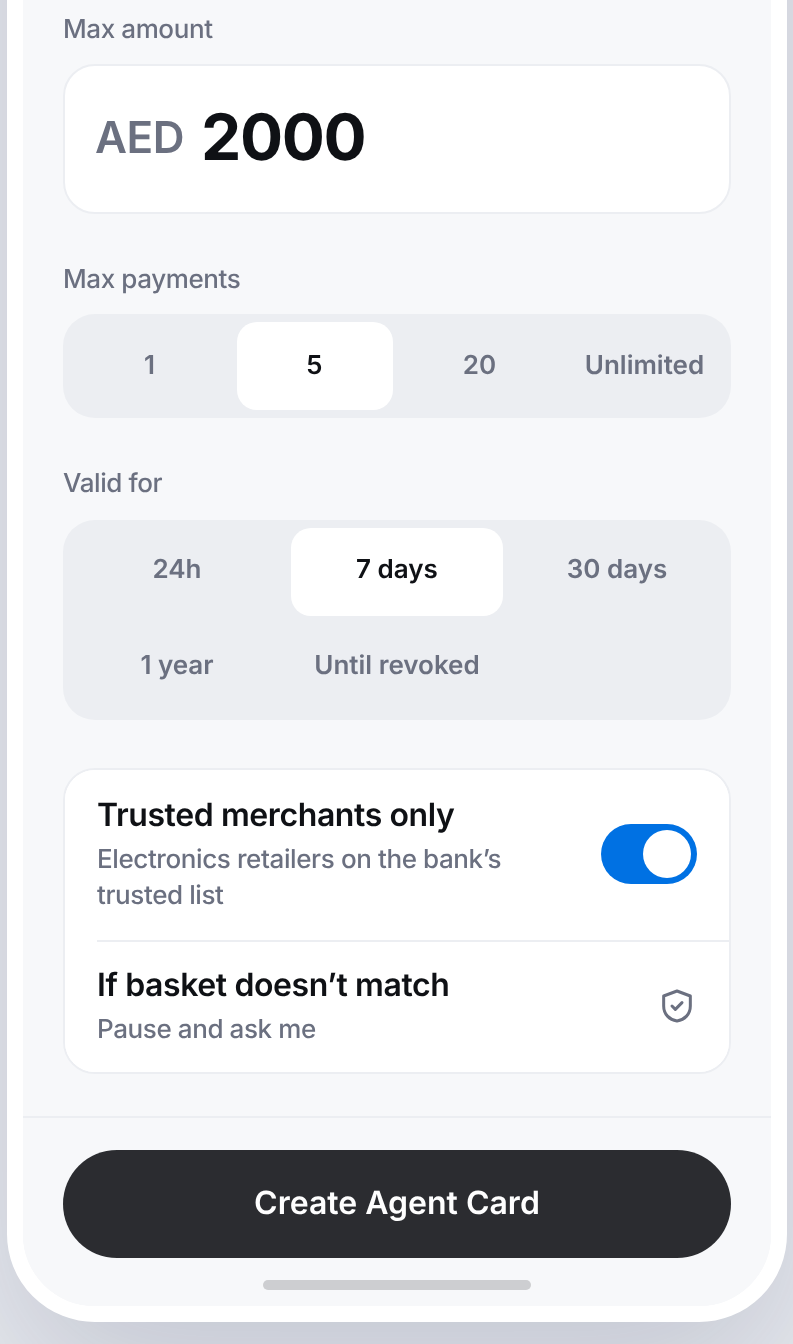 Max amount
AED 2000
Max payments
1 5 20 Unlimited
Valid for
24h 7 days 30 days
1 year Until revoked
Trusted merchants only
Electronics retailers on the bank’s
trusted list
If basket doesn’t match
Pause and ask me
Create Agent Card